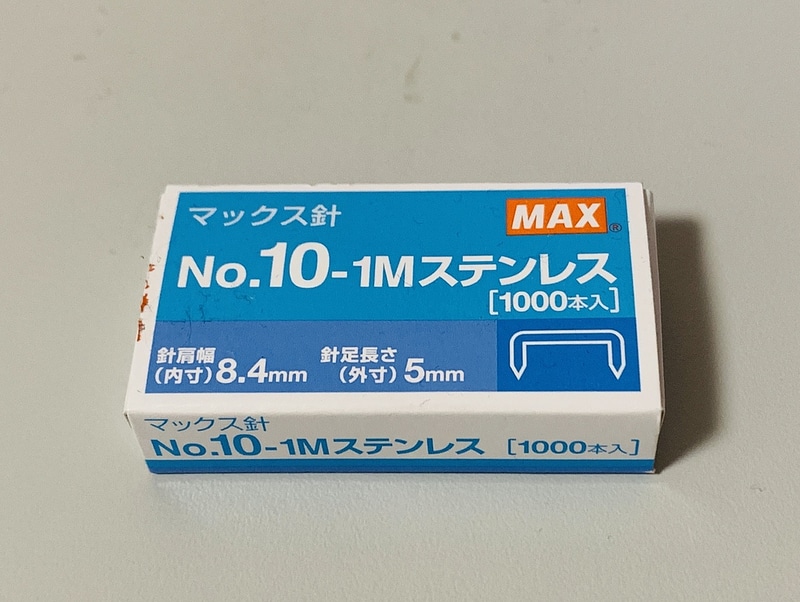 マックス針
MAX®
No.10-1Mステンレス
[1000本入]
針肩幅
(内寸)8.4mm
針足長さ
(外寸)5mm
マックス針
No.10-1Mステンレス [1000本入]